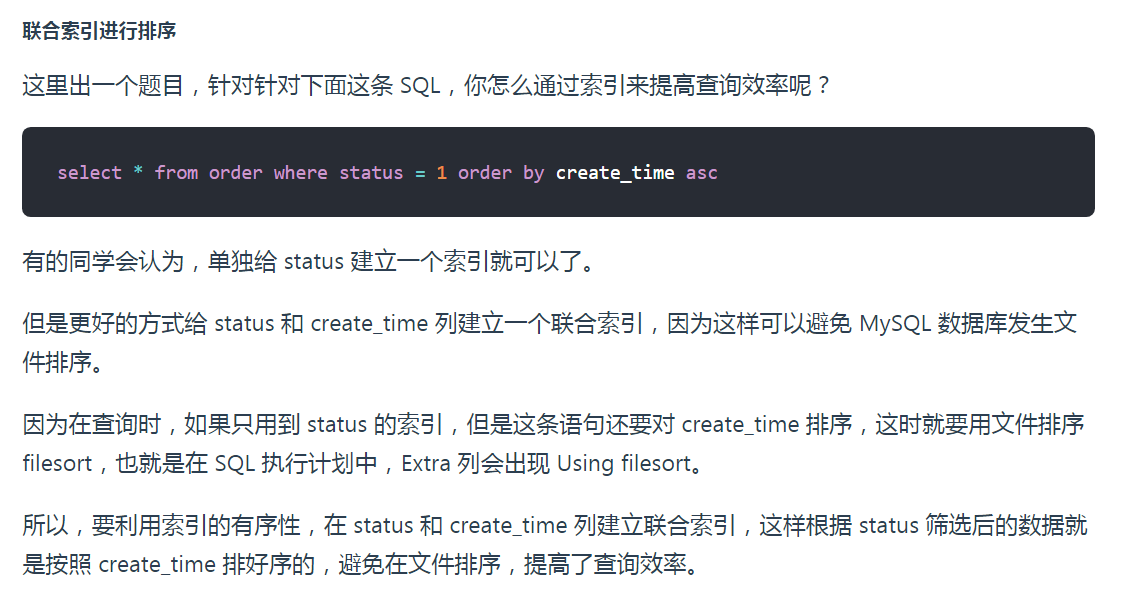 联合索引进行排序
这里出一个题目，针对针对下面这条 SQL，你怎么通过索引来提高查询效率呢？
select * from order where status = 1 order by create_time asc
有的同学会认为，单独给 status 建立一个索引就可以了。
但是更好的方式给 status 和 create_time 列建立一个联合索引，因为这样可以避免 MySQL 数据库发生文
件排序。
因为在查询时，如果只用到 status 的索引，但是这条语句还要对 create_time 排序，这时就要用文件排序
filesort，也就是在 SQL 执行计划中，Extra 列会出现 Using filesort。
所以，要利用索引的有序性，在 status 和 create_time 列建立联合索引，这样根据 status 筛选后的数据就
是按照 create_time 排好序的，避免在文件排序，提高了查询效率。